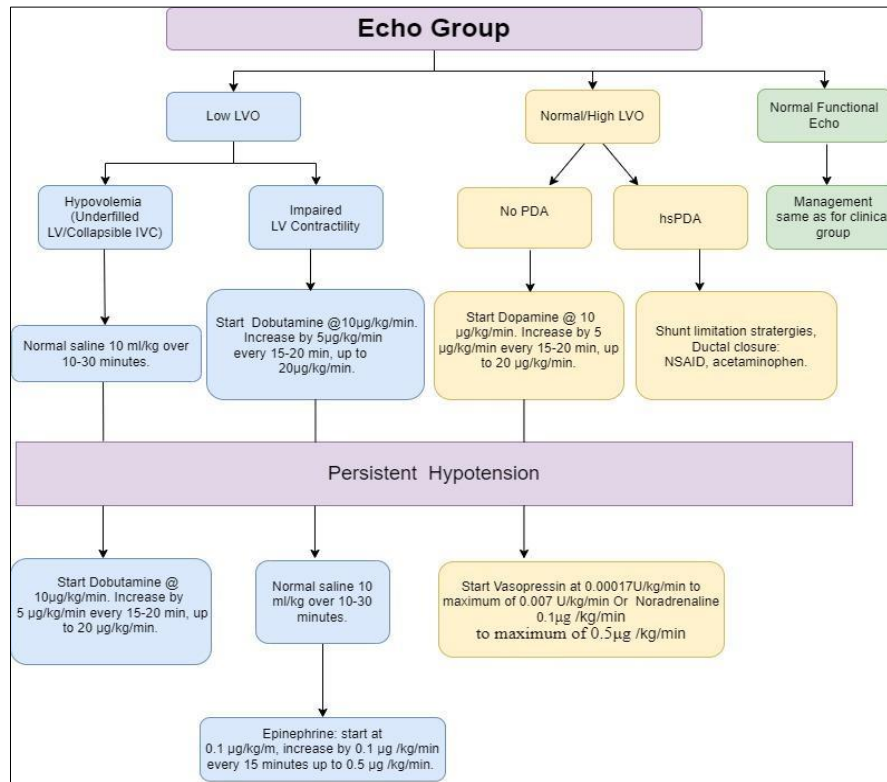 Echo Group
Low LVO
Normal/High LVO
Normal Functional
Echo
Hypovolemia
(Underfilled
LV/Collapsible IVC)
Impaired
LV Contractility
No PDA
hsPDA
Management
same as for clinical
group
Normal saline 10 ml/kg over
10-30 minutes.
Start Dobutamine @10µg/kg/min.
Increase by 5µg/kg/min
every 15-20 min, up to
20µg/kg/min.
Start Dopamine @ 10
µg/kg/min. Increase by 5
µg/kg/min every 15-20 min, up
to 20 µg/kg/min.
Shunt limitation stratergies,
Ductal closure:
NSAID, acetaminophen.
Persistent Hypotension
Start Dobutamine @
10µg/kg/min. Increase by
5 µg/kg/min every 15-20 min, up
to 20 µg/kg/min.
Normal saline 10
ml/kg over 10-30
minutes.
Start Vasopressin at 0.00017U/kg/min to
maximum of 0.007 U/kg/min Or Noradrenaline
0.1µg /kg/min
to maximum of 0.5µg /kg/min
Epinephrine: start at
0.1 µg/kg/m, increase by 0.1 µg /kg/min
every 15 minutes up to 0.5 µg /kg/min.